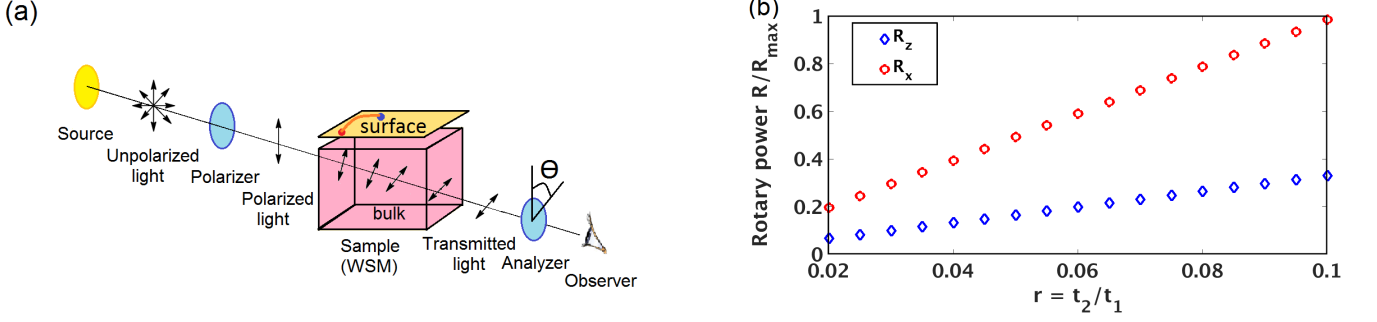 (a)
Source
Unpolarized
light
Polarizer
Polarized
light
surface
bulk
Sample
(WSM)
Transmitted
light
Θ
Analyzer
Observer
(b)
Rotary power R/R_max
1
0.8
0.6
0.4
0.2
0
R_z
R_x
0.02
0.04
0.06
0.08
0.1
r = t_2/t_1